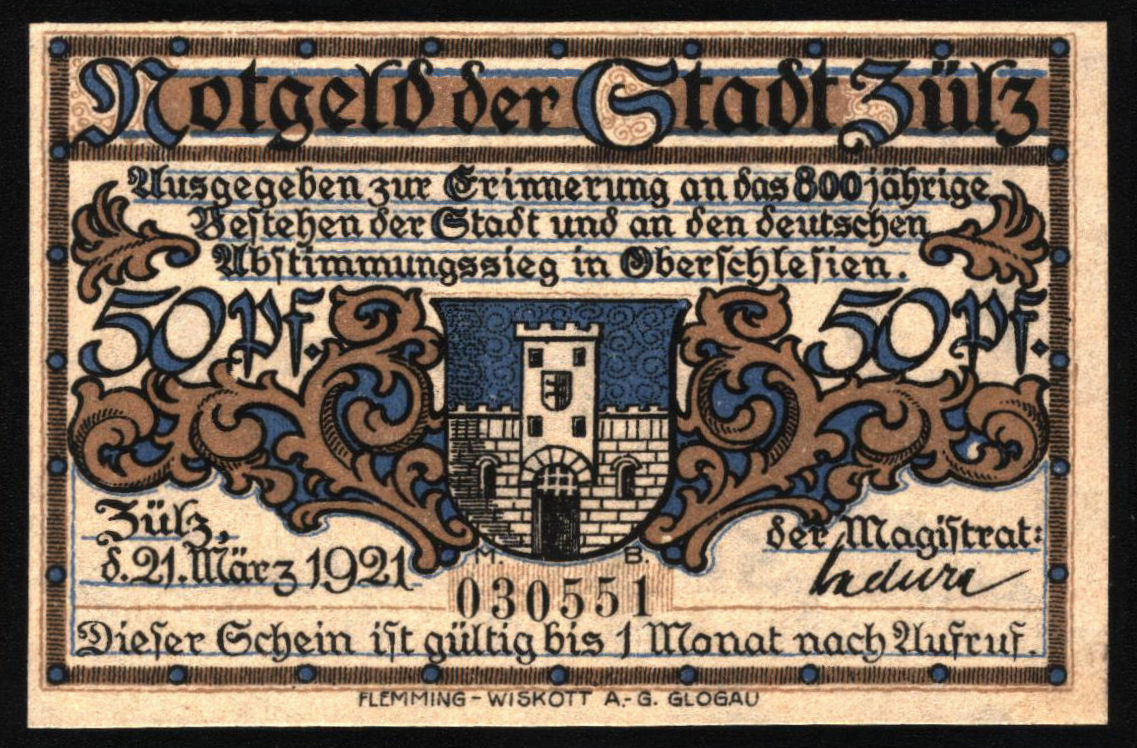 Notgeld der Stadt Zülz
Ausgegeben zur Erinnerung an das 800 jährige
Bestehen der Stadt und an den deutschen
Abstimmungssieg in Oberschlesien.
50 Pf. 50 Pf.
Zülz,
d. 21. März 1921
der Magistrat:
M. B.
030551
Dieser Schein ist gültig bis 1 Monat nach Aufruf.
FLEMMING-WISKOTT A.-G. GLOGAU